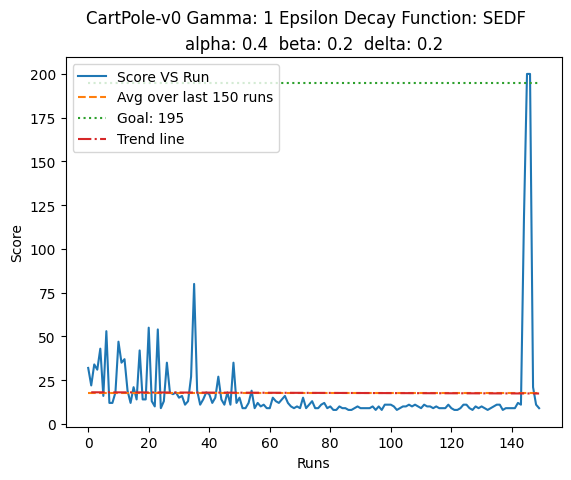 CartPole-v0 Gamma: 1 Epsilon Decay Function: SEDF
alpha: 0.4 beta: 0.2 delta: 0.2
Score VS Run
Avg over last 150 runs
Goal: 195
Trend line
200
175
150
125
100
75
50
25
0
Score
0 20 40 60 80 100 120 140
Runs